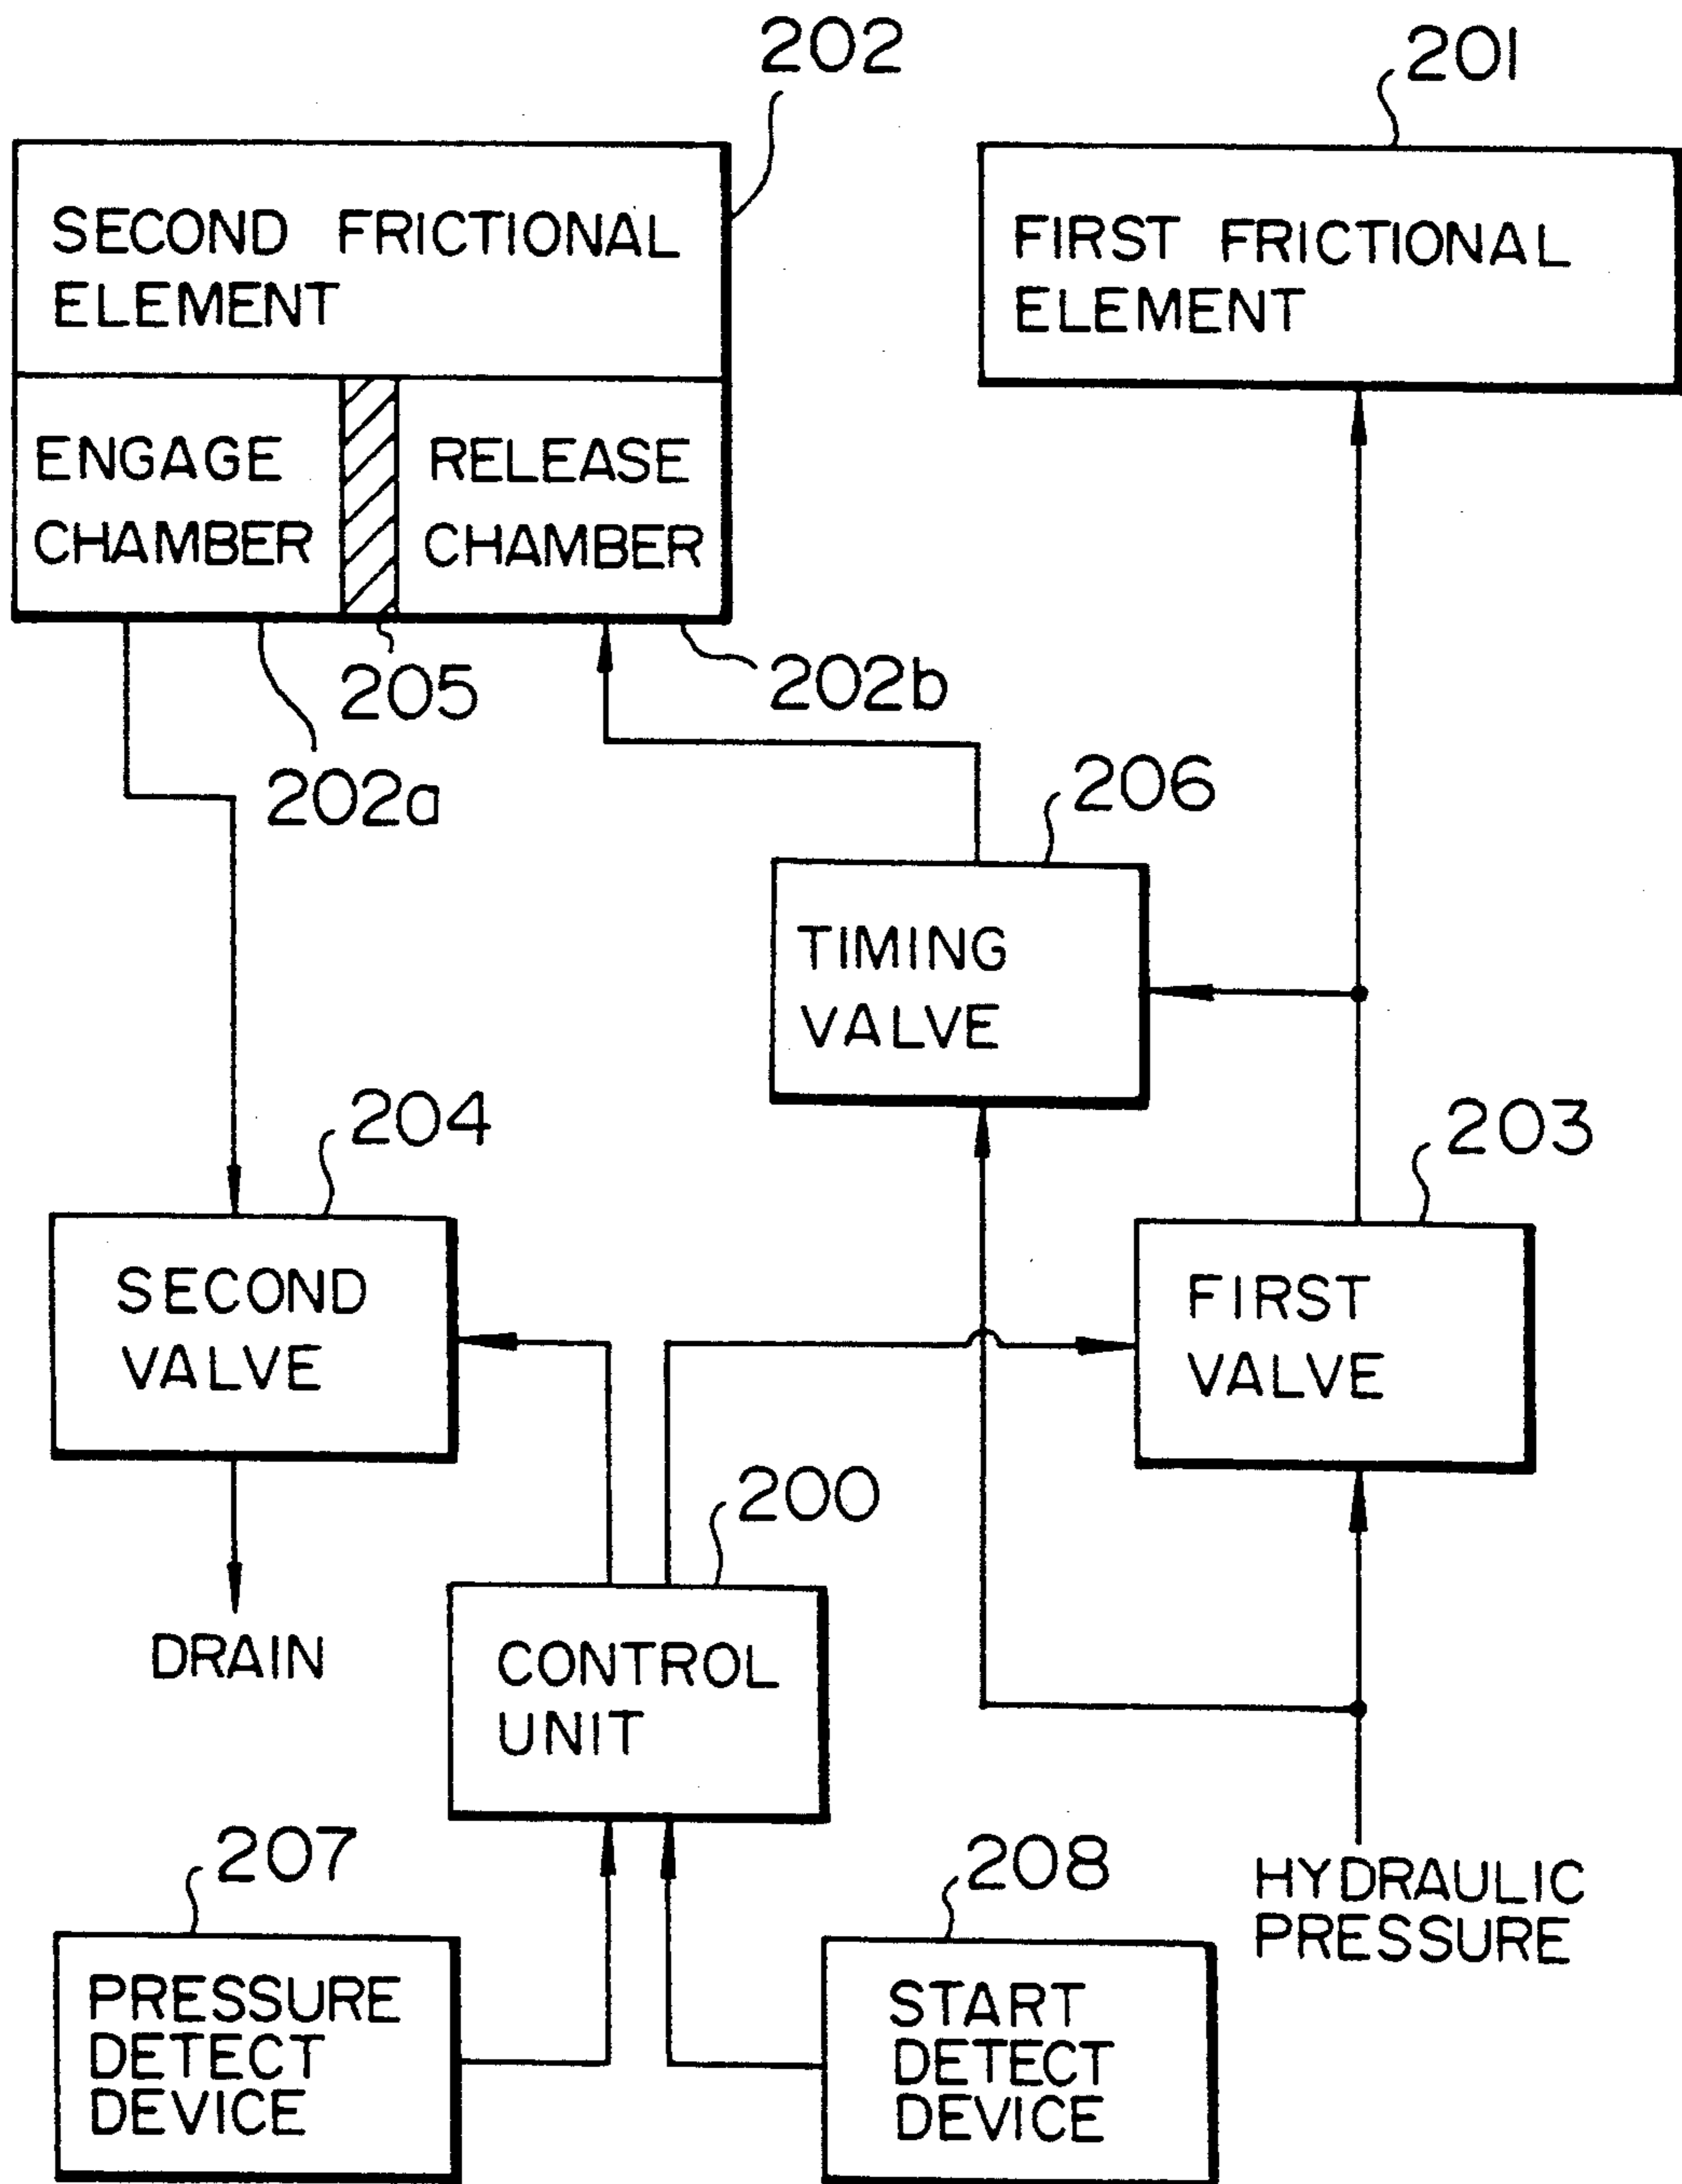 202
201
SECOND FRICTIONAL
ELEMENT
FIRST FRICTIONAL
ELEMENT
ENGAGE
CHAMBER
RELEASE
CHAMBER
205
202b
202a
206
TIMING
VALVE
204
203
SECOND
VALVE
FIRST
VALVE
200
DRAIN
CONTROL
UNIT
207
208
HYDRAULIC
PRESSURE
PRESSURE
DETECT
DEVICE
START
DETECT
DEVICE